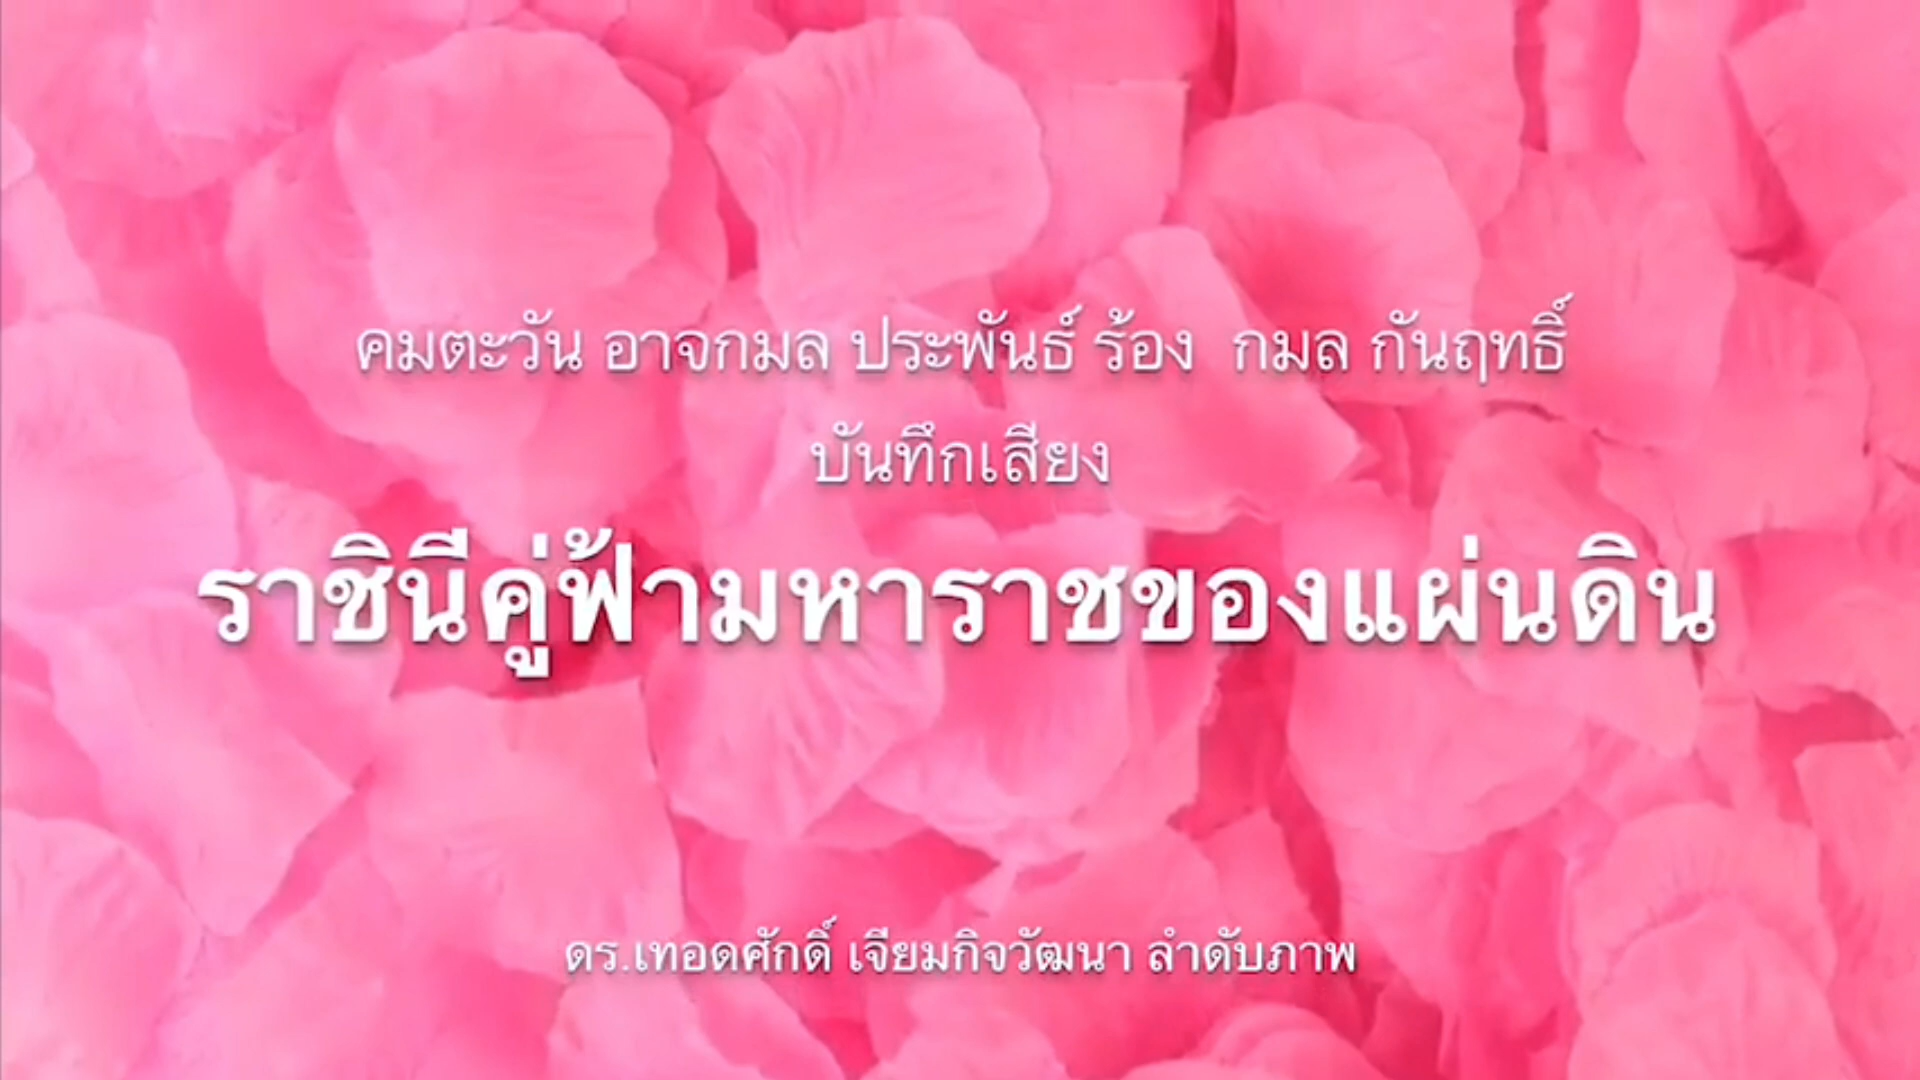 คมตะวัน อาจกมล ประพันธ์ ร้อง กมล กันฤทธิ์
บันทึกเสียง
ราชินีคู่ฟ้ามหาราชของแผ่นดิน
ดร.เทอดศักดิ์ เจียมกิจวัฒนา ลำดับภาพ